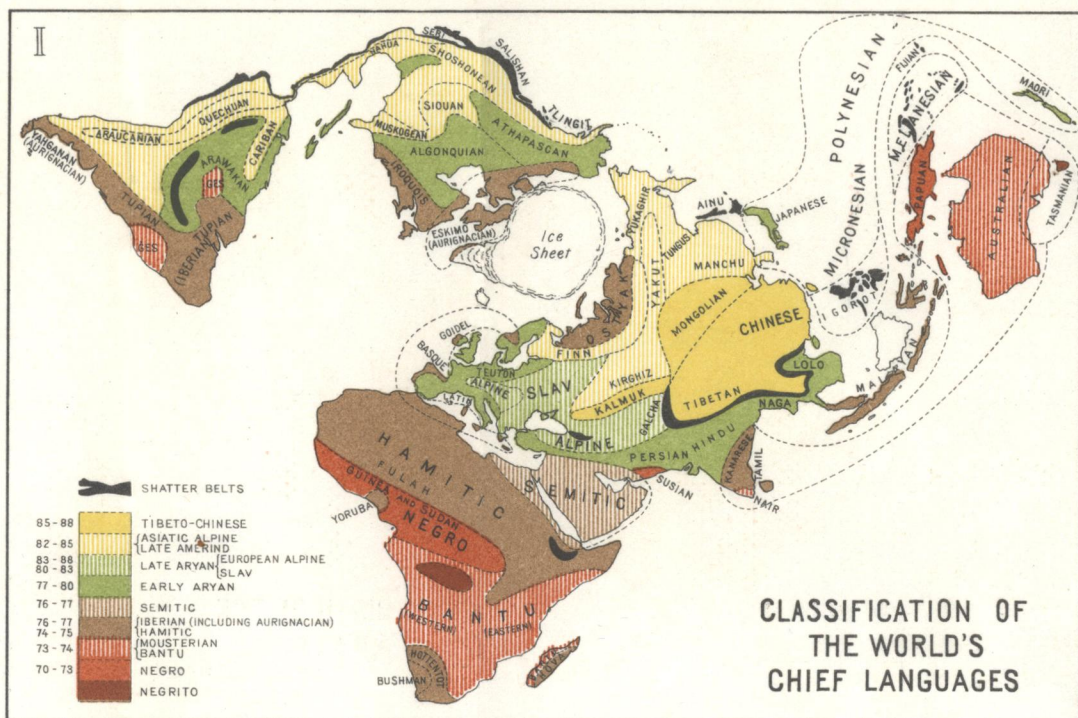 I
ARAUCANIAN
QUECHUAN
YAHGANAN
(AURIGNACIAN)
TUPIAN
ARAWAKAN
CARIBAN
GES
GES
TUPIAN
(IBERIAN)
NAHUA
SERI
SHOSHONEAN
SALISHAN
TLINGIT
SIOUAN
MUSKOGEAN
ATHAPASCAN
ALGONQUIAN
IROQUOIS
ESKIMO
(AURIGNACIAN)
Ice
Sheet
YUKAGHIR
TUNGUS
YAKUT
OSTYAK
FINN
AINU
JAPANESE
MANCHU
MONGOLIAN
CHINESE
KIRGHIZ
KALMUK
TIBETAN
GALCHA
LOLO
NAGA
GOIDEL
BASQUE
TEUTON
ALPINE
LATIN
SLAV
ALPINE
PERSIAN
HINDU
KANARESE
TAMIL
NAIR
SUSIAN
HAMITIC
FULAH
SEMITIC
GUINEA AND SUDAN
NEGRO
YORUBA
BANTU
(WESTERN)
(EASTERN)
HOTTENTOT
BUSHMAN
HOVA
POLYNESIAN
MICRONESIAN
MELANESIAN
FIJIAN
MAORI
PAPUAN
AUSTRALIAN
TASMANIAN
GOROT
MALAYAN
SHATTER BELTS
85-88 TIBETO-CHINESE
82-85 ASIATIC ALPINE
LATE AMERIND
83-88
80-83 LATE ARYAN EUROPEAN ALPINE
SLAV
77-80 EARLY ARYAN
76-77 SEMITIC
76-77 IBERIAN (INCLUDING AURIGNACIAN)
74-75 HAMITIC
73-74 MOUSTERIAN
BANTU
70-73 NEGRO
NEGRITO
CLASSIFICATION OF
THE WORLD'S
CHIEF LANGUAGES